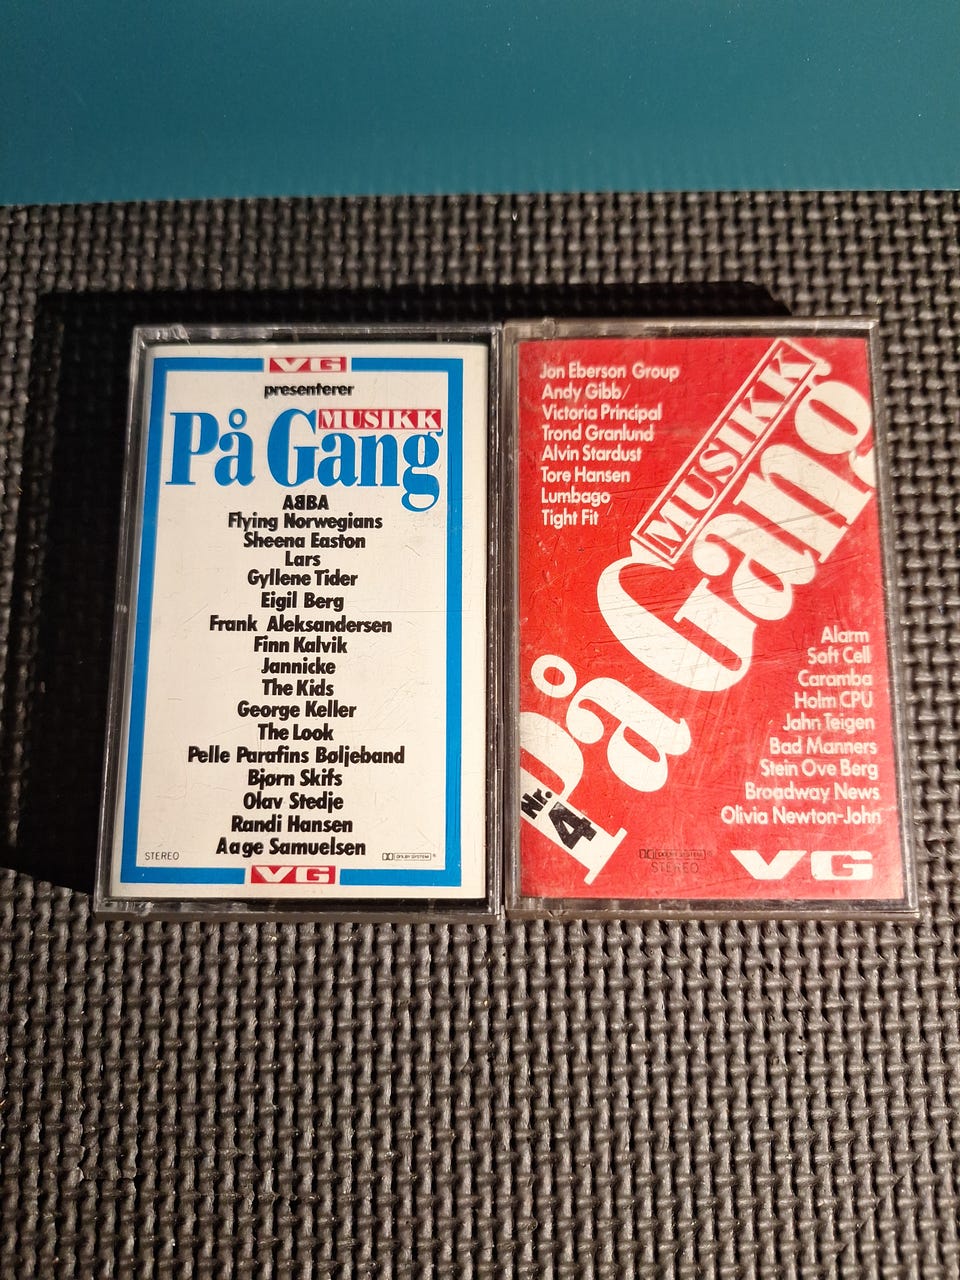 VG
presenterer
MUSIKK
På Gang
ABBA
Flying Norwegians
Sheena Easton
Lars
Gyllene Tider
Eigil Berg
Frank Aleksandersen
Finn Kalvik
Jannicke
The Kids
George Keller
The Look
Pelle Parafins Bøljeband
Bjørn Skifs
Olav Stedje
Randi Hansen
Aage Samuelsen
STEREO
DOLBY SYSTEM ®
VG
Jon Eberson Group
Andy Gibb/
Victoria Principal
Trond Granlund
Alvin Stardust
Tore Hansen
Lumbago
Tight Fit
MUSIKK
På Gang
Nr. 4
Alarm
Soft Cell
Caramba
Holm CPU
Jahn Teigen
Bad Manners
Stein Ove Berg
Broadway News
Olivia Newton-John
DOLBY SYSTEM ®
STEREO
VG